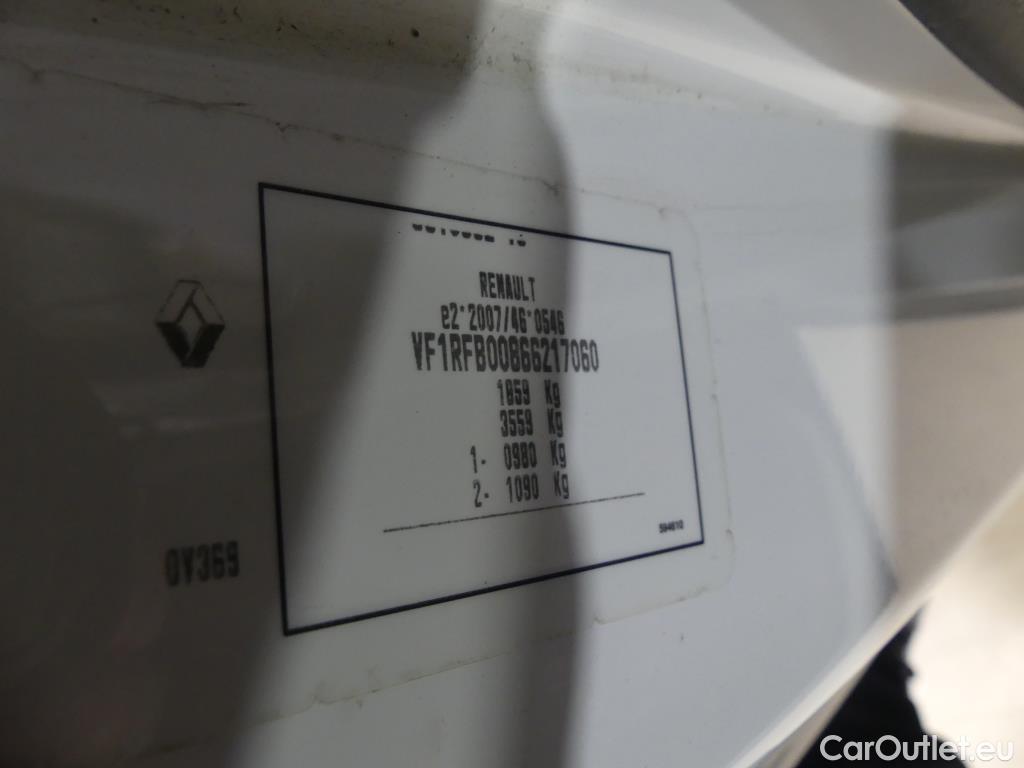 RENAULT
e2*2007/46*0546
VF1RFB00866217060
1859 Kg
3559 Kg
1- 0980 Kg
2- 1090 Kg
594610
0V369
CarOutlet.eu